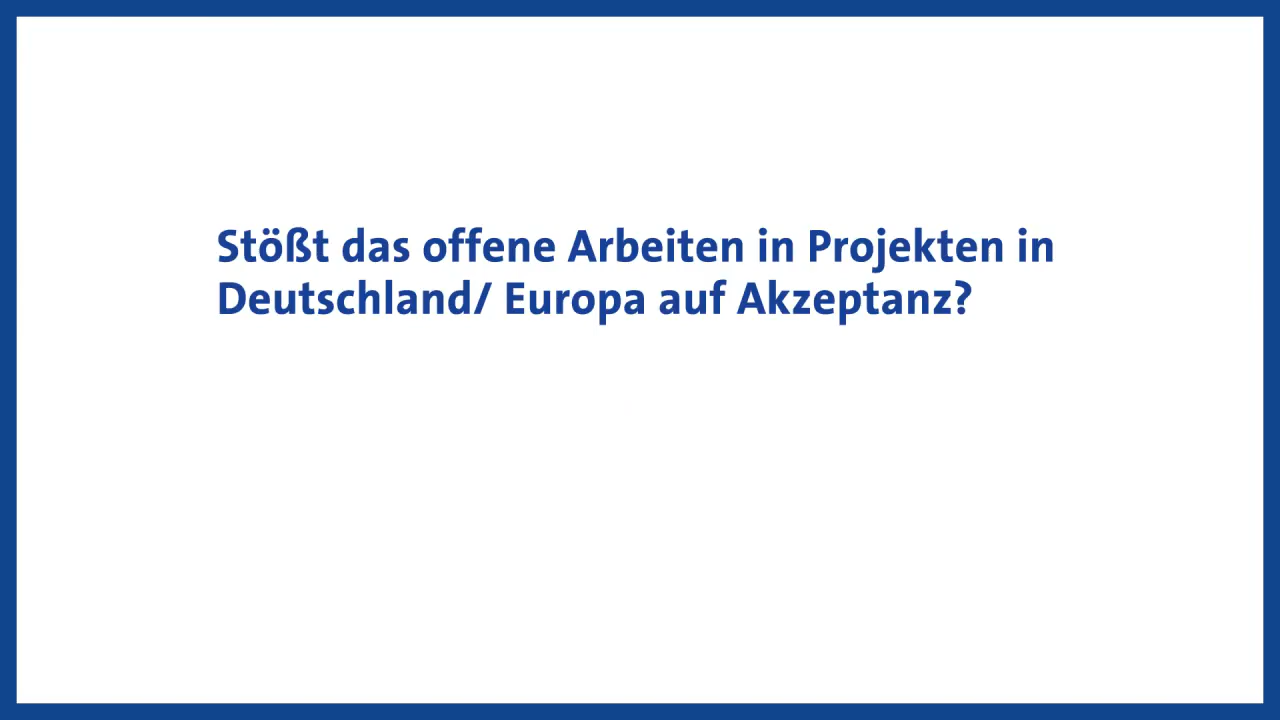 Stößt das offene Arbeiten in Projekten in
Deutschland/ Europa auf Akzeptanz?